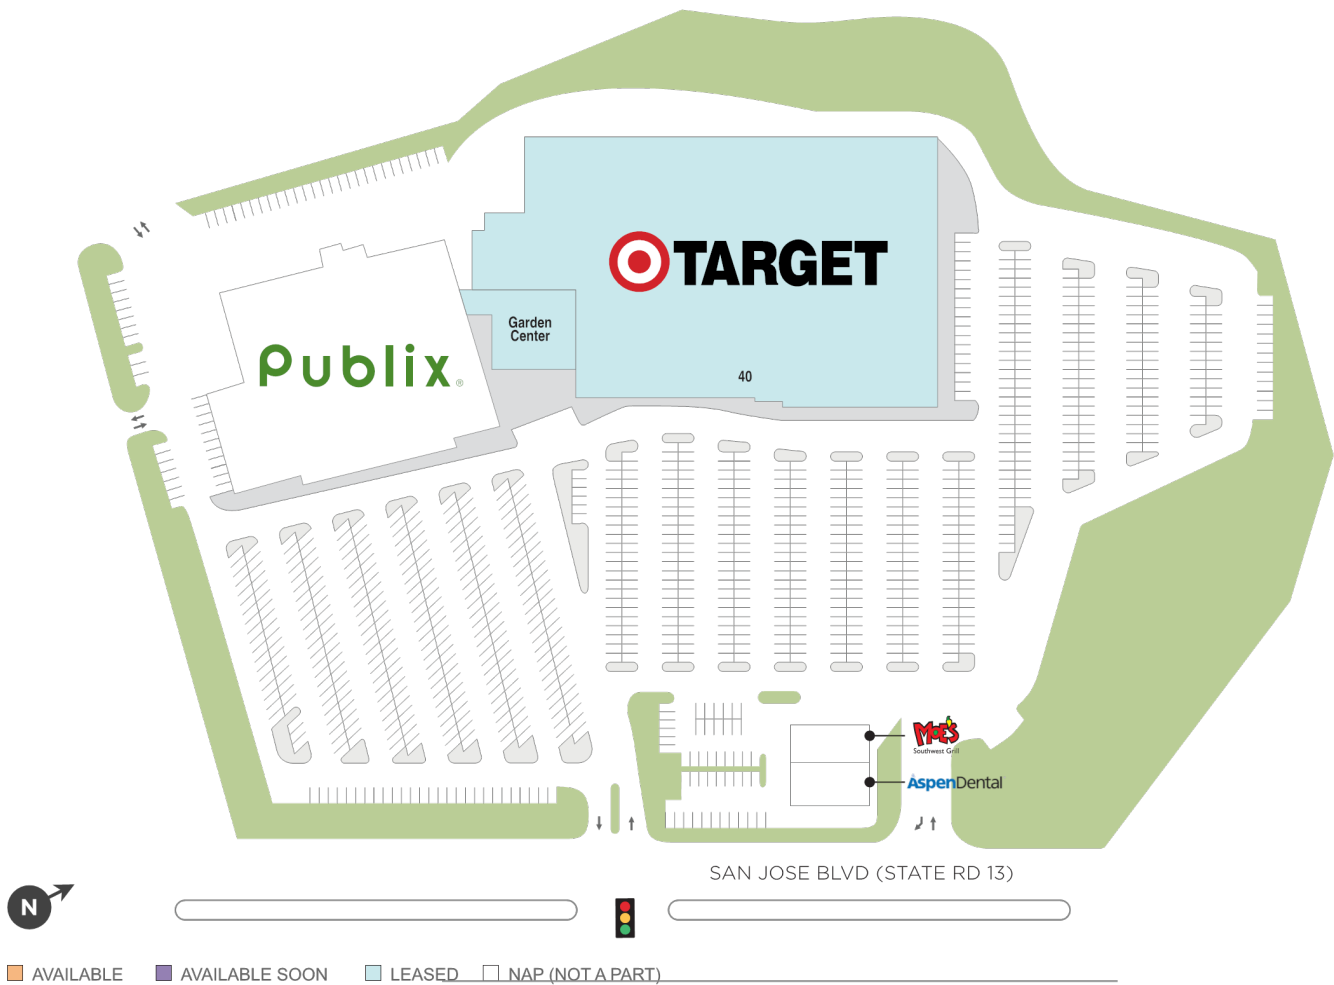 TARGET
Garden
Center
Publix®
40
MOE'S
Southwest Grill
AspenDental
SAN JOSE BLVD (STATE RD 13)
N
AVAILABLE
AVAILABLE SOON
LEASED
NAP (NOT A PART)